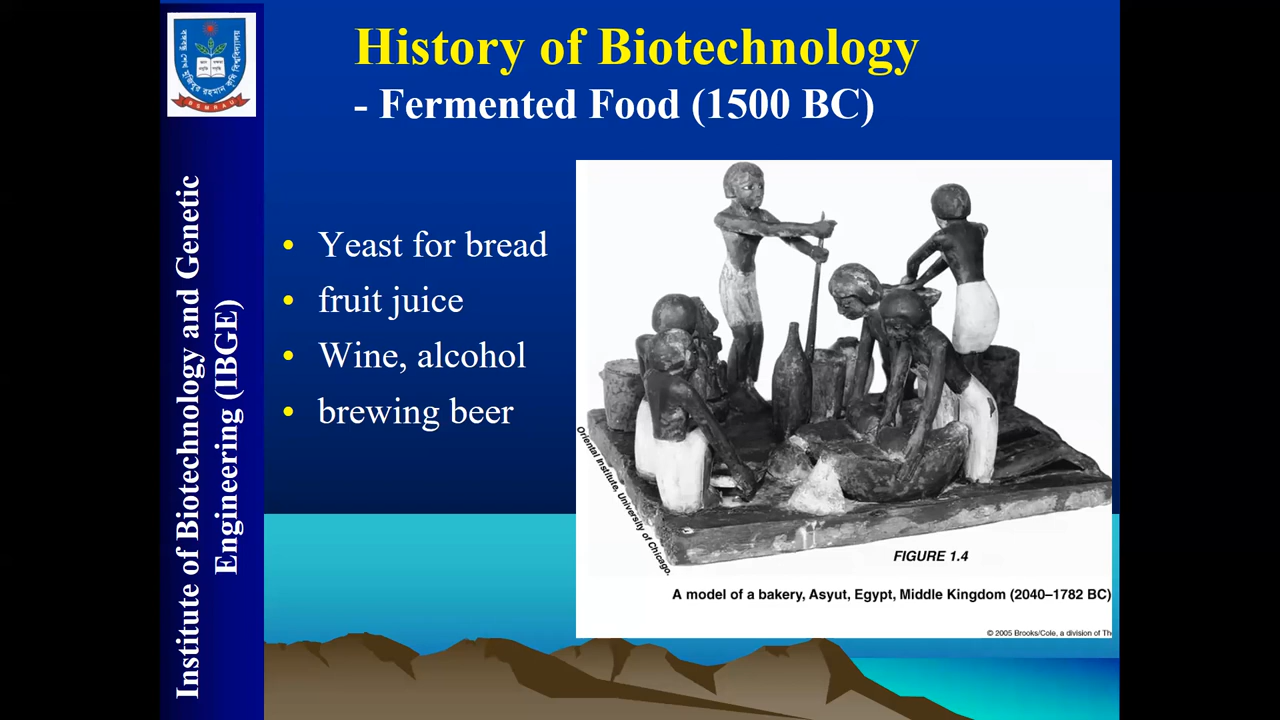 History of Biotechnology
- Fermented Food (1500 BC)
Institute of Biotechnology and Genetic
Engineering (IBGE)
BSMRAU
• Yeast for bread
• fruit juice
• Wine, alcohol
• brewing beer
Oriental Institute, University of Chicago.
FIGURE 1.4
A model of a bakery, Asyut, Egypt, Middle Kingdom (2040–1782 BC)
© 2005 Brooks/Cole, a division of Th